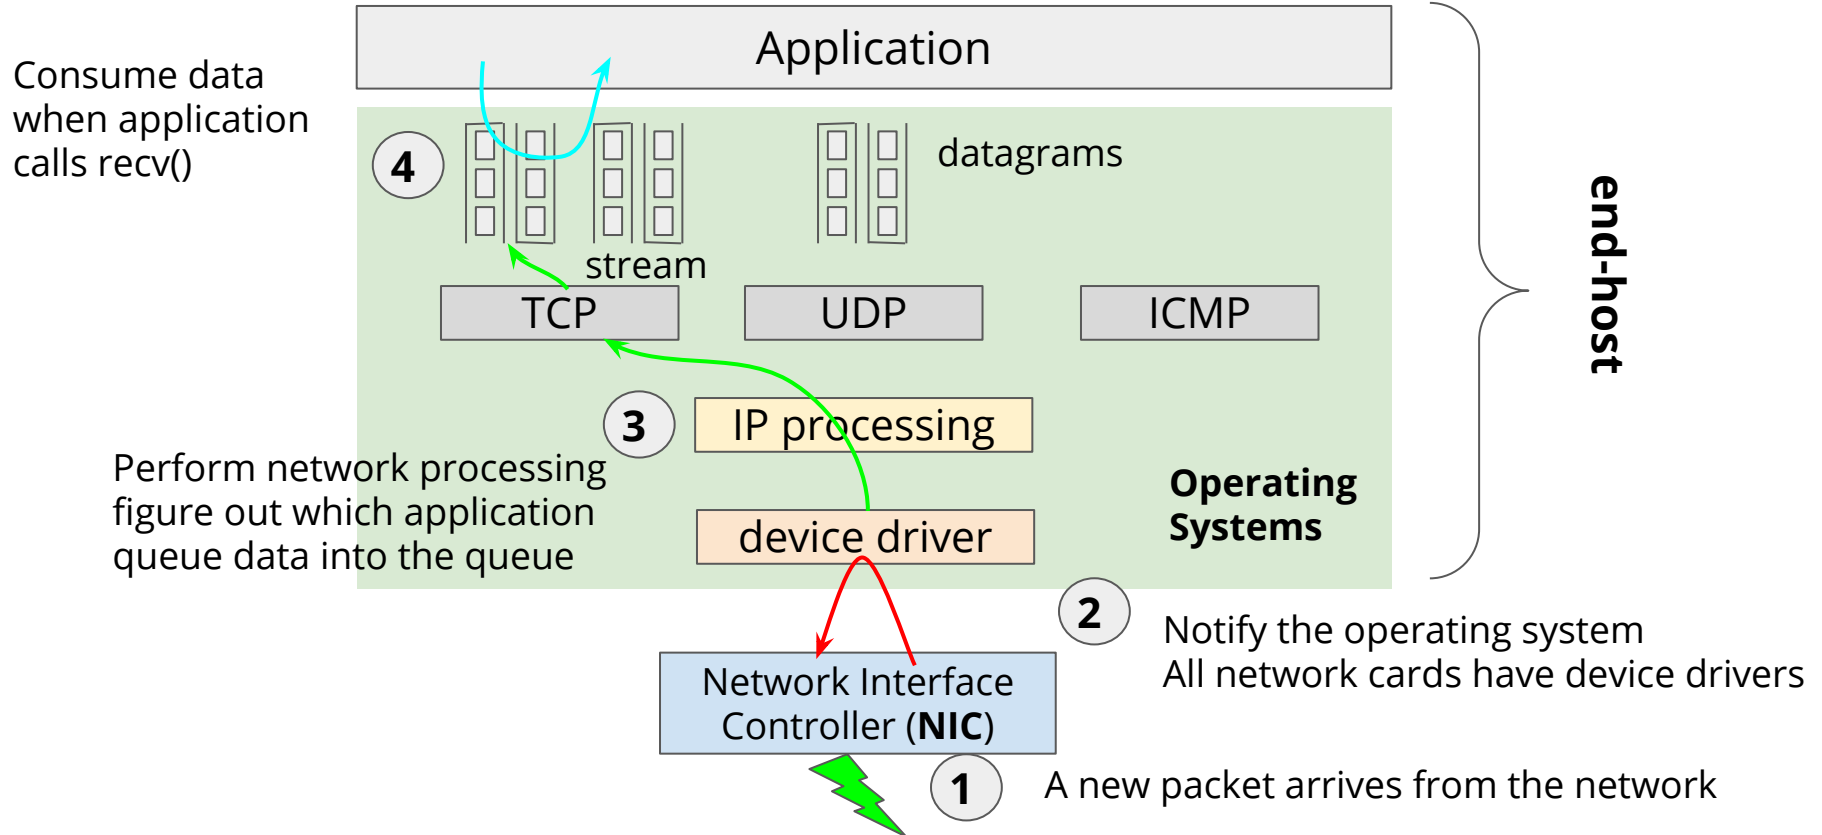 Application
Consume data
when application
calls recv()
4
datagrams
stream
TCP
UDP
ICMP
end-host
3
IP processing
Perform network processing
figure out which application
queue data into the queue
Operating
Systems
device driver
2
Notify the operating system
All network cards have device drivers
Network Interface
Controller (NIC)
1
A new packet arrives from the network